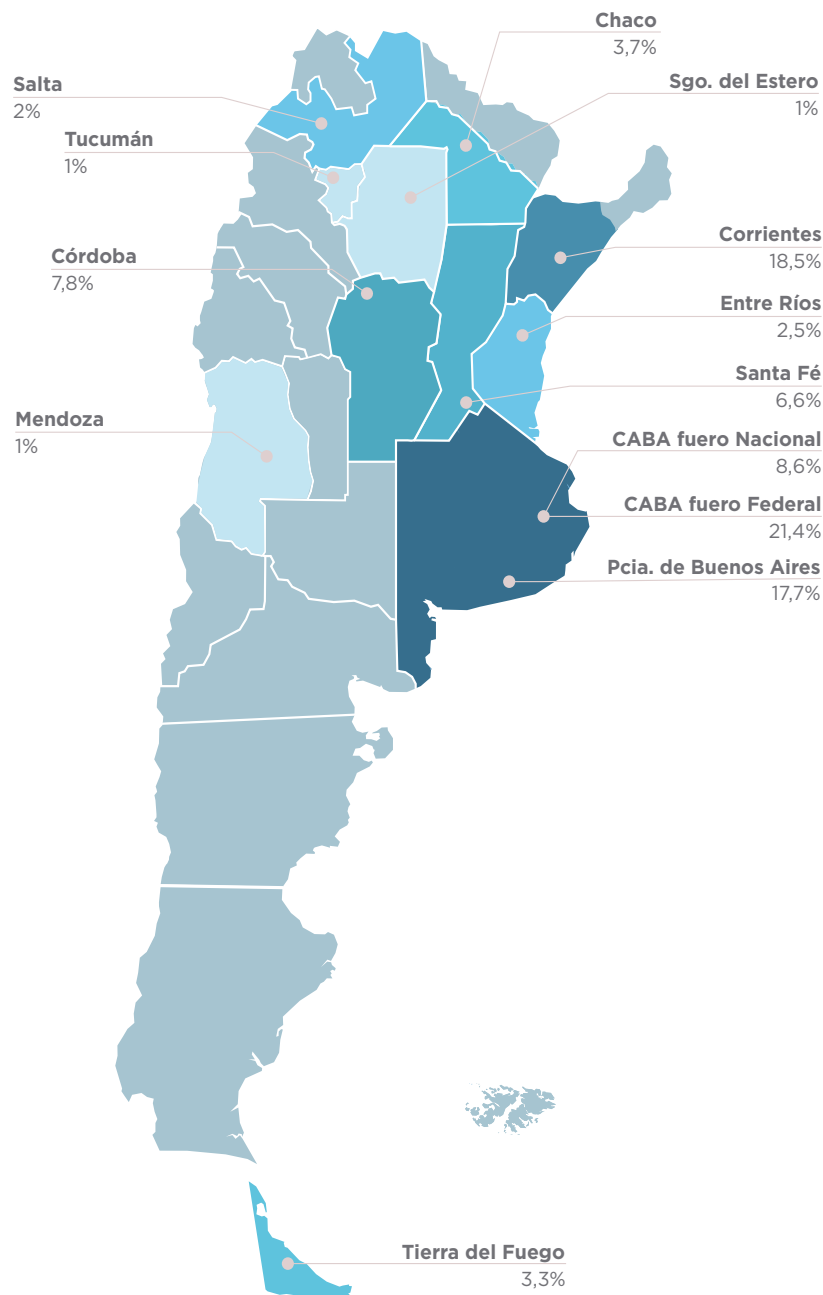 Chaco
3,7%
Salta
2%
Sgo. del Estero
1%
Tucumán
1%
Corrientes
18,5%
Córdoba
7,8%
Entre Ríos
2,5%
Santa Fé
6,6%
Mendoza
1%
CABA fuero Nacional
8,6%
CABA fuero Federal
21,4%
Pcia. de Buenos Aires
17,7%
Tierra del Fuego
3,3%